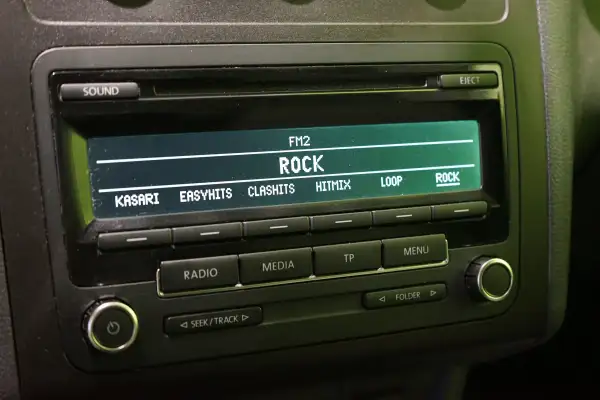 SOUND
EJECT
FM2
ROCK
KASARI EASYHITS CLASHITS HITMIX LOOP ROCK
RADIO MEDIA TP MENU
SEEK/TRACK
FOLDER